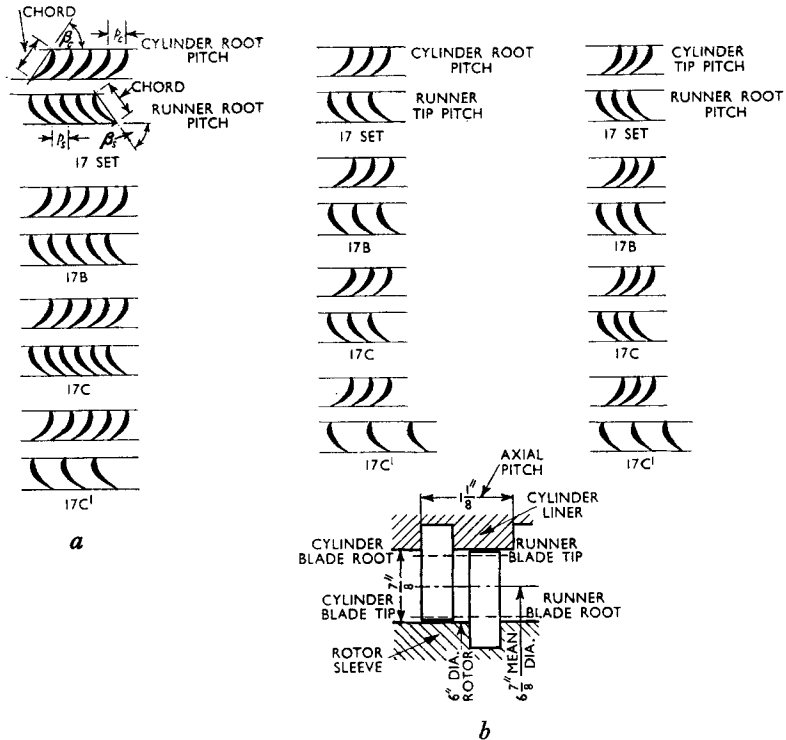 CHORD
βc
pc
CYLINDER ROOT
PITCH
CHORD
RUNNER ROOT
PITCH
ps
βs
17 SET
17B
17C
17C¹
a
CYLINDER ROOT
PITCH
RUNNER
TIP PITCH
17 SET
17B
17C
17C¹
CYLINDER
TIP PITCH
RUNNER ROOT
PITCH
17 SET
17B
17C
17C¹
AXIAL
PITCH
1 1/8"
CYLINDER
LINER
CYLINDER
BLADE ROOT
RUNNER
BLADE TIP
7/8"
CYLINDER
BLADE TIP
RUNNER
BLADE ROOT
ROTOR
SLEEVE
6" DIA.
ROTOR
6 7/8" MEAN
DIA.
b